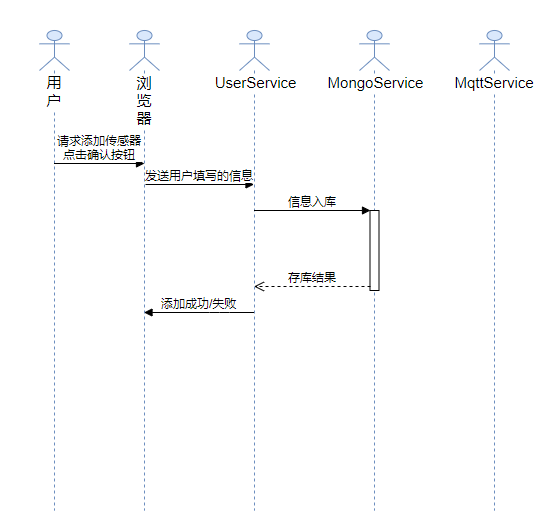 用
户
浏
览
器
UserService
MongoService
MqttService
请求添加传感器
点击确认按钮
发送用户填写的信息
信息入库
存库结果
添加成功/失败